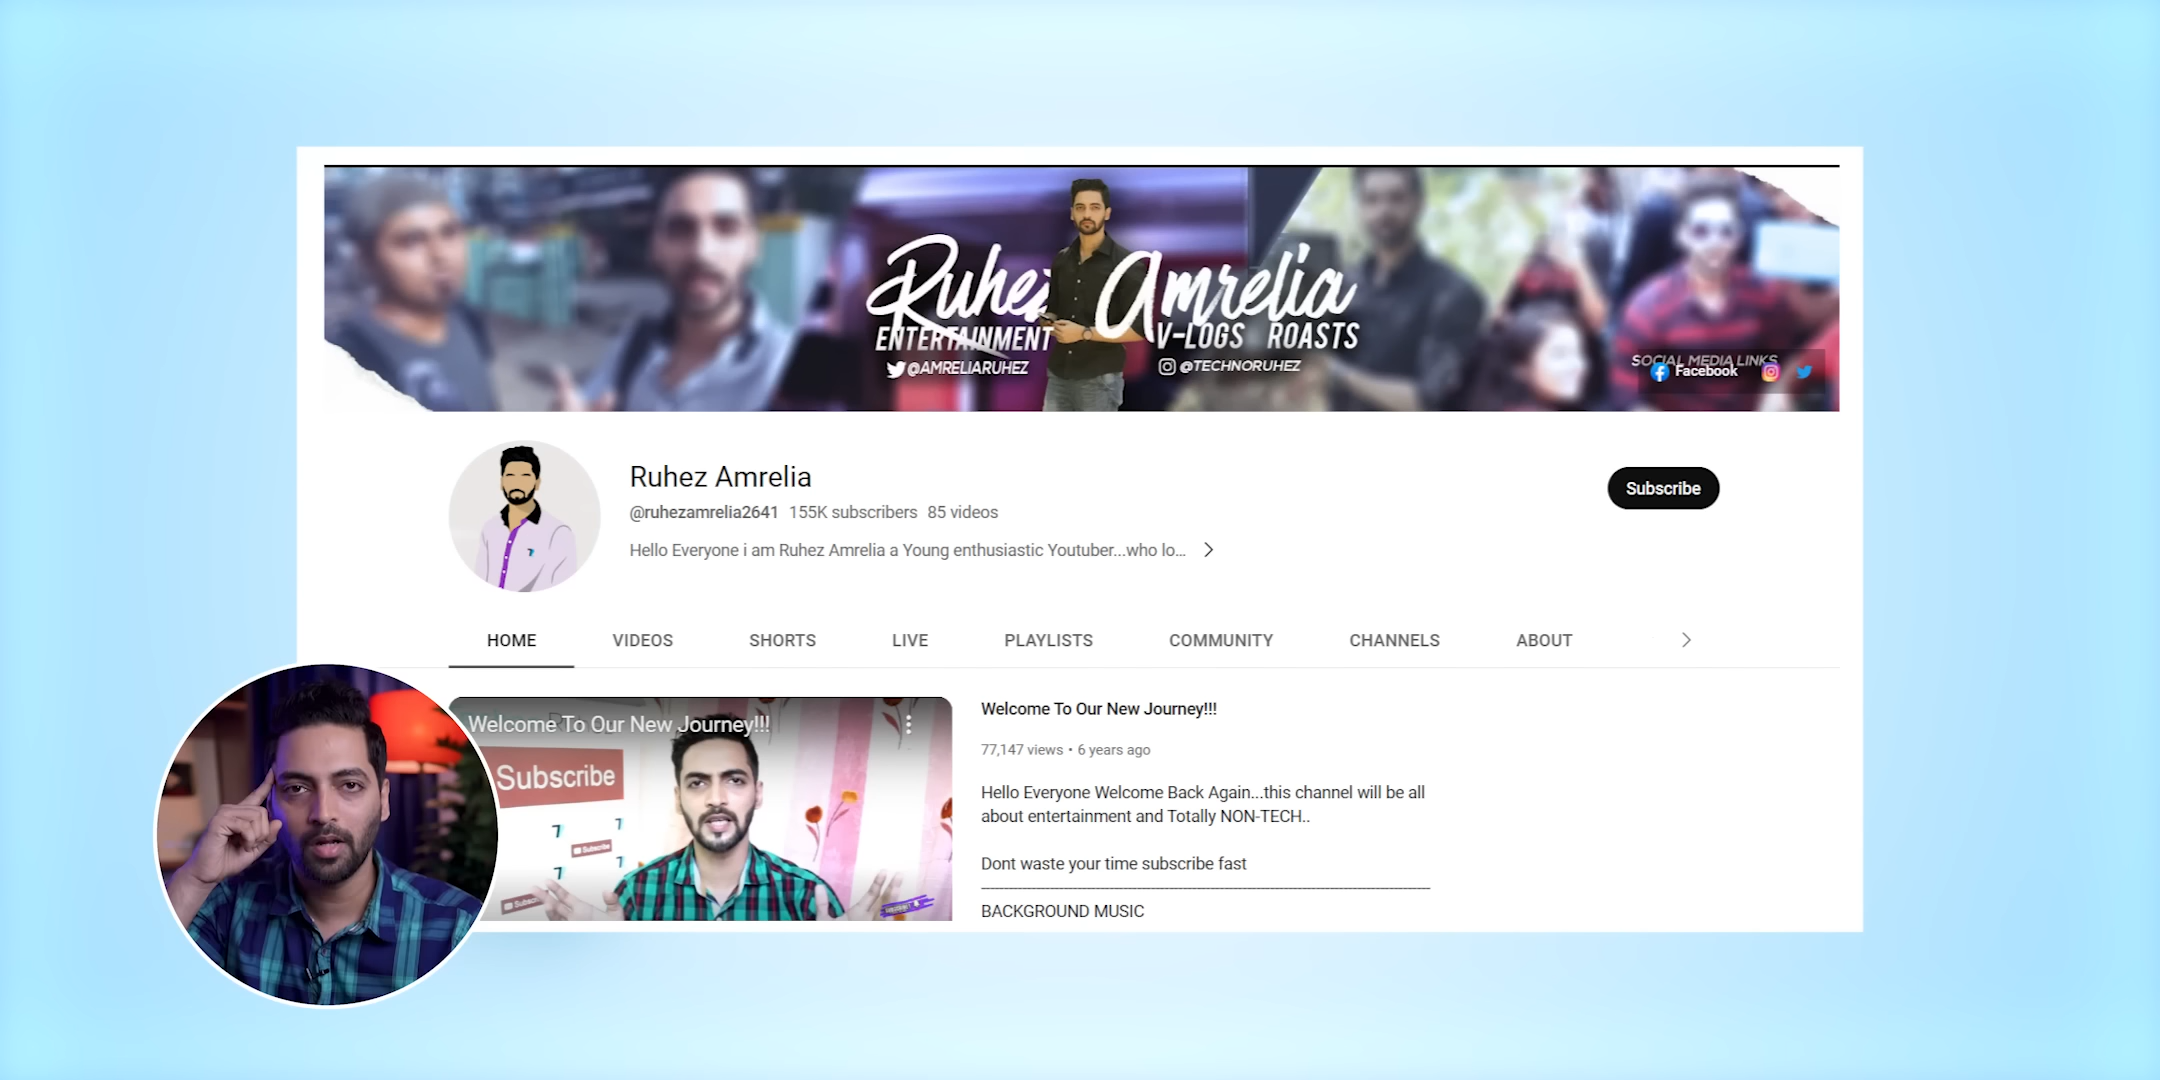 Ruhez Amrelia
ENTERTAINMENT V-LOGS ROASTS
@AMRELIARUHEZ @TECHNORUHEZ
SOCIAL MEDIA LINKS
Facebook
Ruhez Amrelia
Subscribe
@ruhezamrelia2641 155K subscribers 85 videos
Hello Everyone i am Ruhez Amrelia a Young enthusiastic Youtuber...who lo...
HOME VIDEOS SHORTS LIVE PLAYLISTS COMMUNITY CHANNELS ABOUT
Welcome To Our New Journey!!!
Subscribe
Subscribe
Welcome To Our New Journey!!!
77,147 views • 6 years ago
Hello Everyone Welcome Back Again...this channel will be all
about entertainment and Totally NON-TECH..
Dont waste your time subscribe fast
BACKGROUND MUSIC